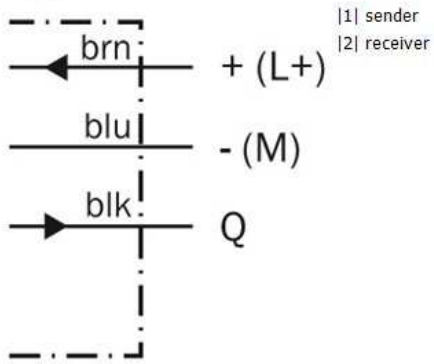 |1| sender
|2| receiver
brn + (L+)
blu - (M)
blk Q